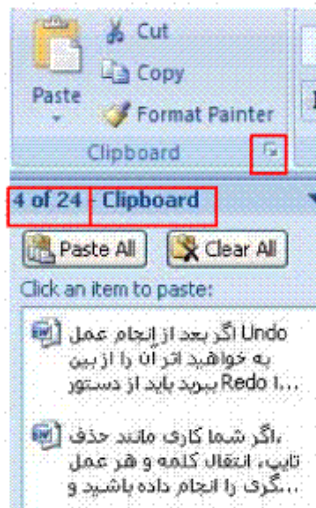 Cut
Copy
Paste
Format Painter
Clipboard
4 of 24 - Clipboard
Paste All
Clear All
Click an item to paste:
Undo اگر بعد از انجام عمل
به خواهید اثر آن را از بین
ببرید باید از دستور Redo ا...
اگر شما کاری مانند حذف،
تایپ، انتقال کلمه و هر عمل
گری را انجام داده باشید و...